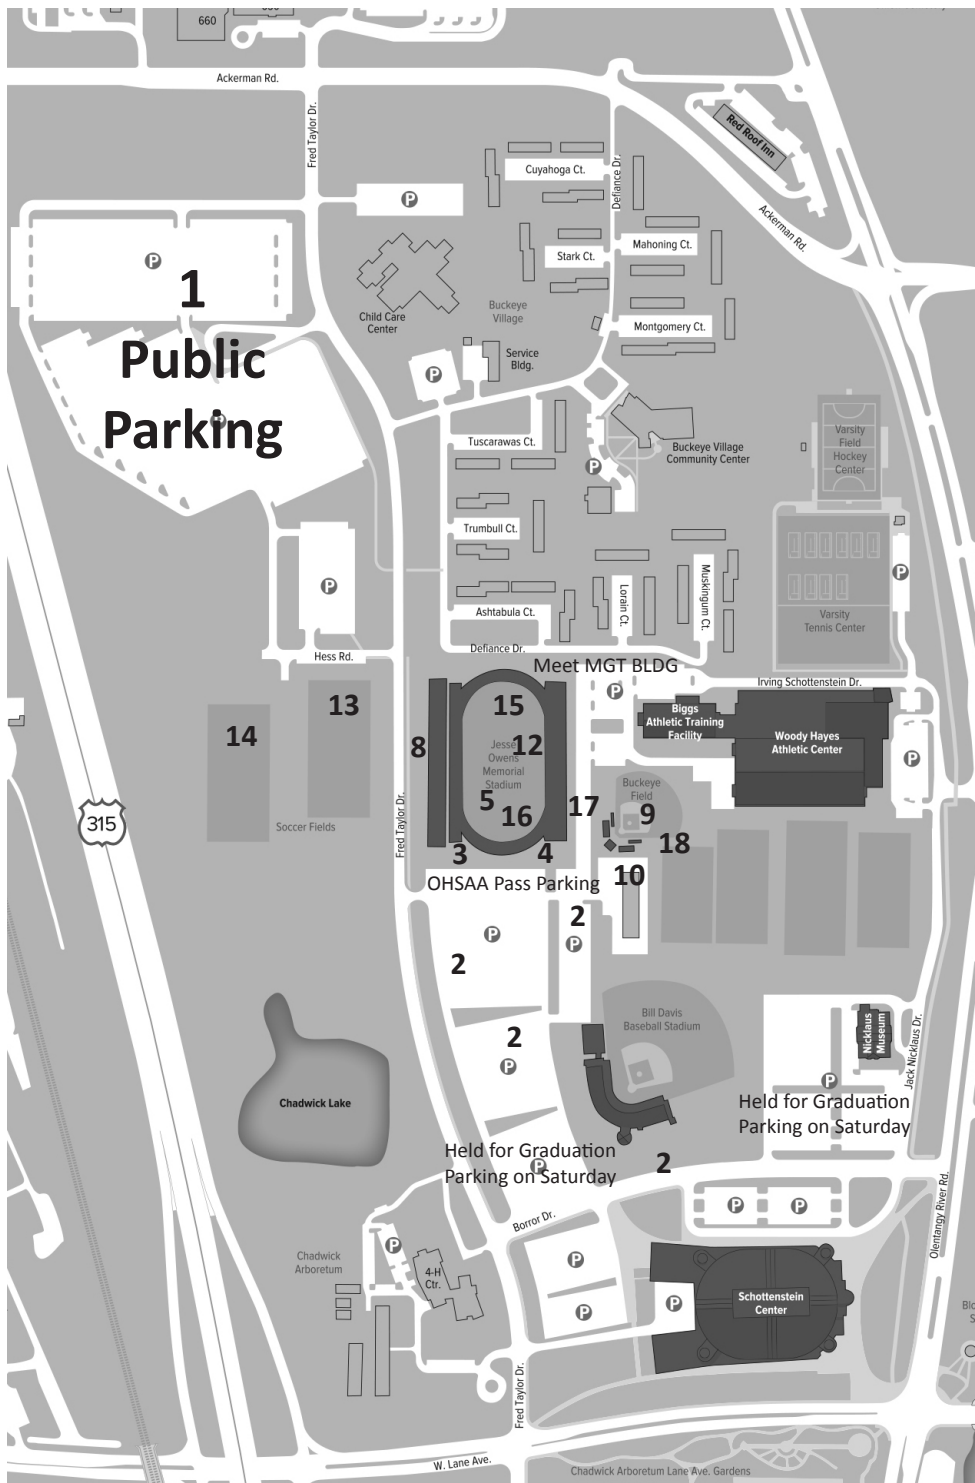 660
Ackerman Rd.
Fred Taylor Dr.
Red Roof Inn
Cuyahoga Ct.
Defiance Dr.
P
Ackerman Rd.
Mahoning Ct.
Stark Ct.
P
1
Buckeye
Village
Child Care
Center
Montgomery Ct.
Public
Parking
Service
Bldg.
P
Tuscarawas Ct.
Buckeye Village
Community Center
P
Varsity
Field
Hockey
Center
Trumbull Ct.
P
Lorain Ct.
Muskingum Ct.
P
Ashtabula Ct.
Varsity
Tennis Center
Defiance Dr.
Hess Rd.
Meet MGT BLDG
P
Irving Schottenstein Dr.
13
14
15
8
12
Jesse
Owens
Memorial
Stadium
5
16
Biggs
Athletic Training
Facility
Woody Hayes
Athletic Center
P
Buckeye
Field
17
9
18
315
Soccer Fields
Fred Taylor Dr.
3
4
10
OHSAA Pass Parking
2
P
P
2
2
P
Bill Davis
Baseball Stadium
Nicklaus
Museum
Jack Nicklaus Dr.
P
Chadwick Lake
Held for Graduation
Parking on Saturday
Held for Graduation
Parking on Saturday
P
2
Olentangy River Rd.
P
P
Borror Dr.
P
Chadwick
Arboretum
4-H
Ctr.
P
P
P
Schottenstein
Center
Fred Taylor Dr.
W. Lane Ave.
Chadwick Arboretum Lane Ave. Gardens